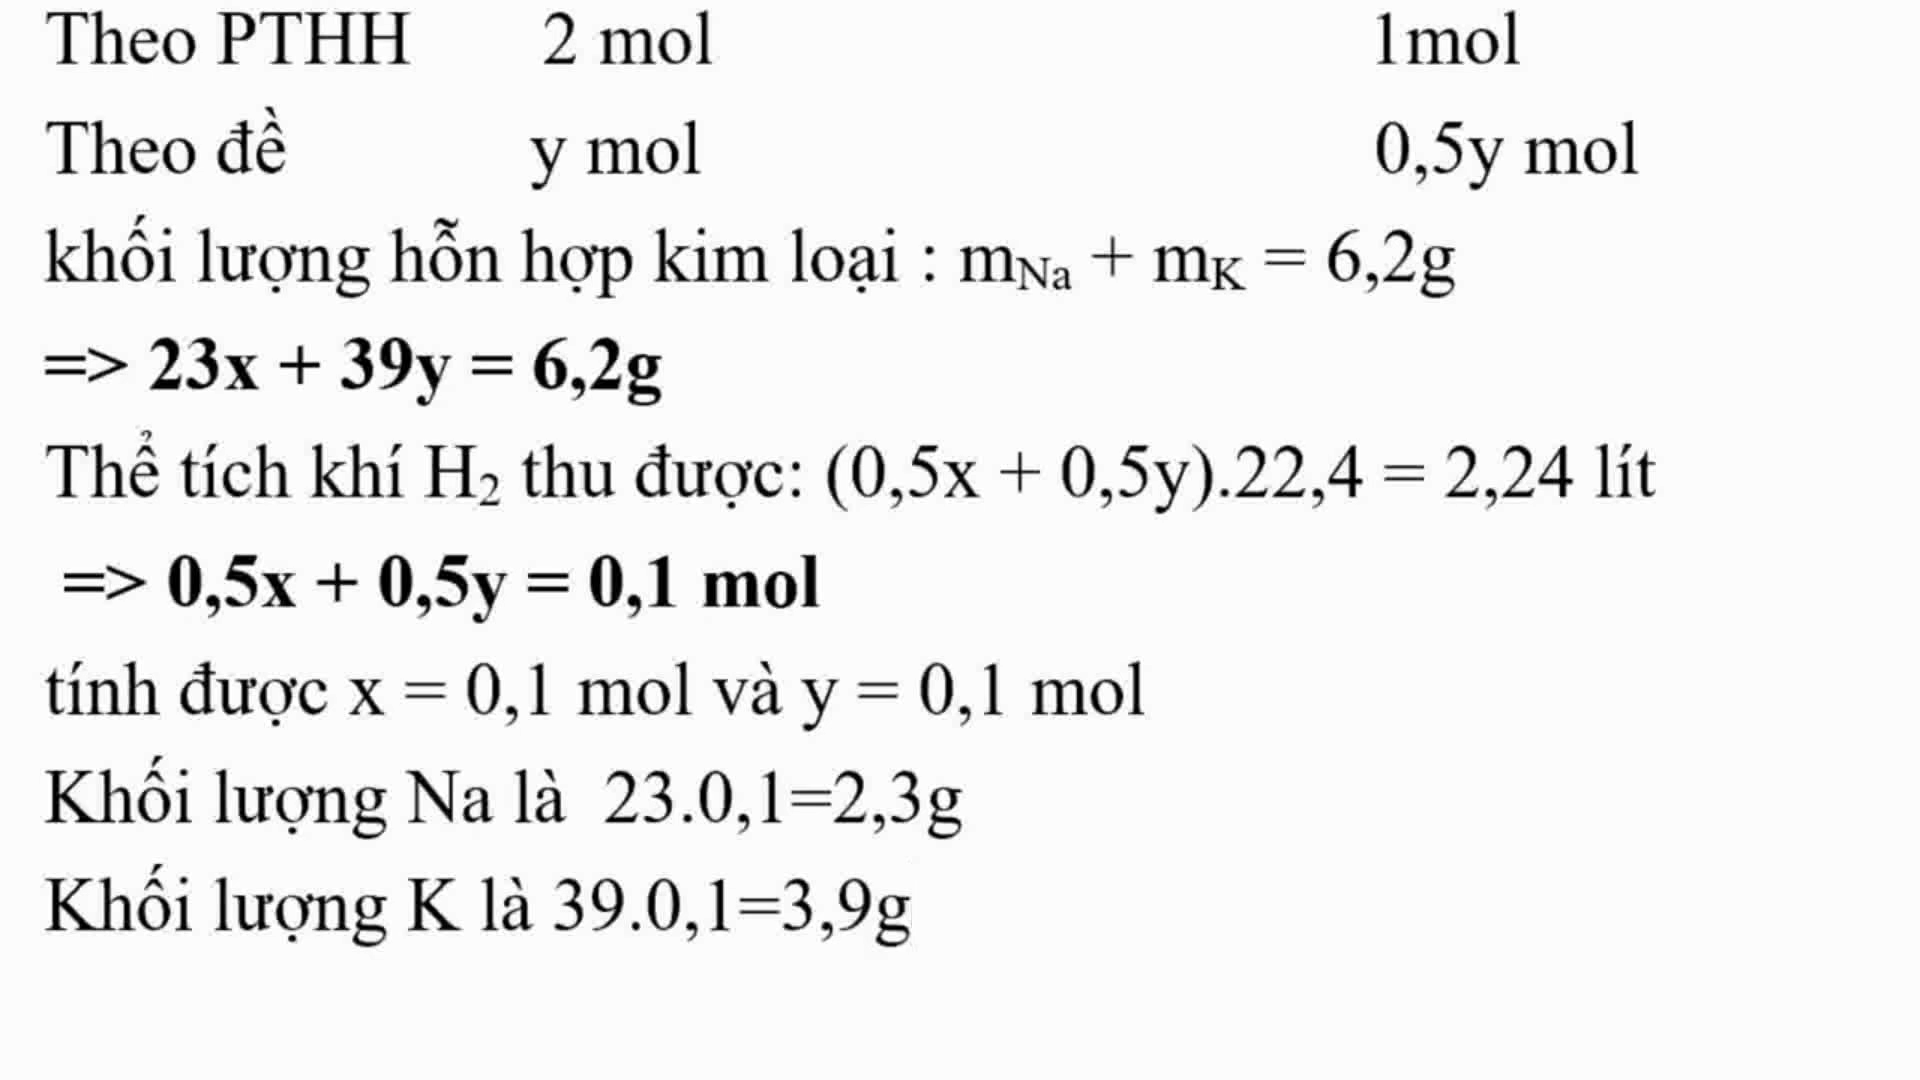 Theo PTHH 2 mol 1mol
Theo đề y mol 0,5y mol
khối lượng hỗn hợp kim loại : mNa + mK = 6,2g
=> 23x + 39y = 6,2g
Thể tích khí H2 thu được: (0,5x + 0,5y).22,4 = 2,24 lít
=> 0,5x + 0,5y = 0,1 mol
tính được x = 0,1 mol và y = 0,1 mol
Khối lượng Na là 23.0,1=2,3g
Khối lượng K là 39.0,1=3,9g